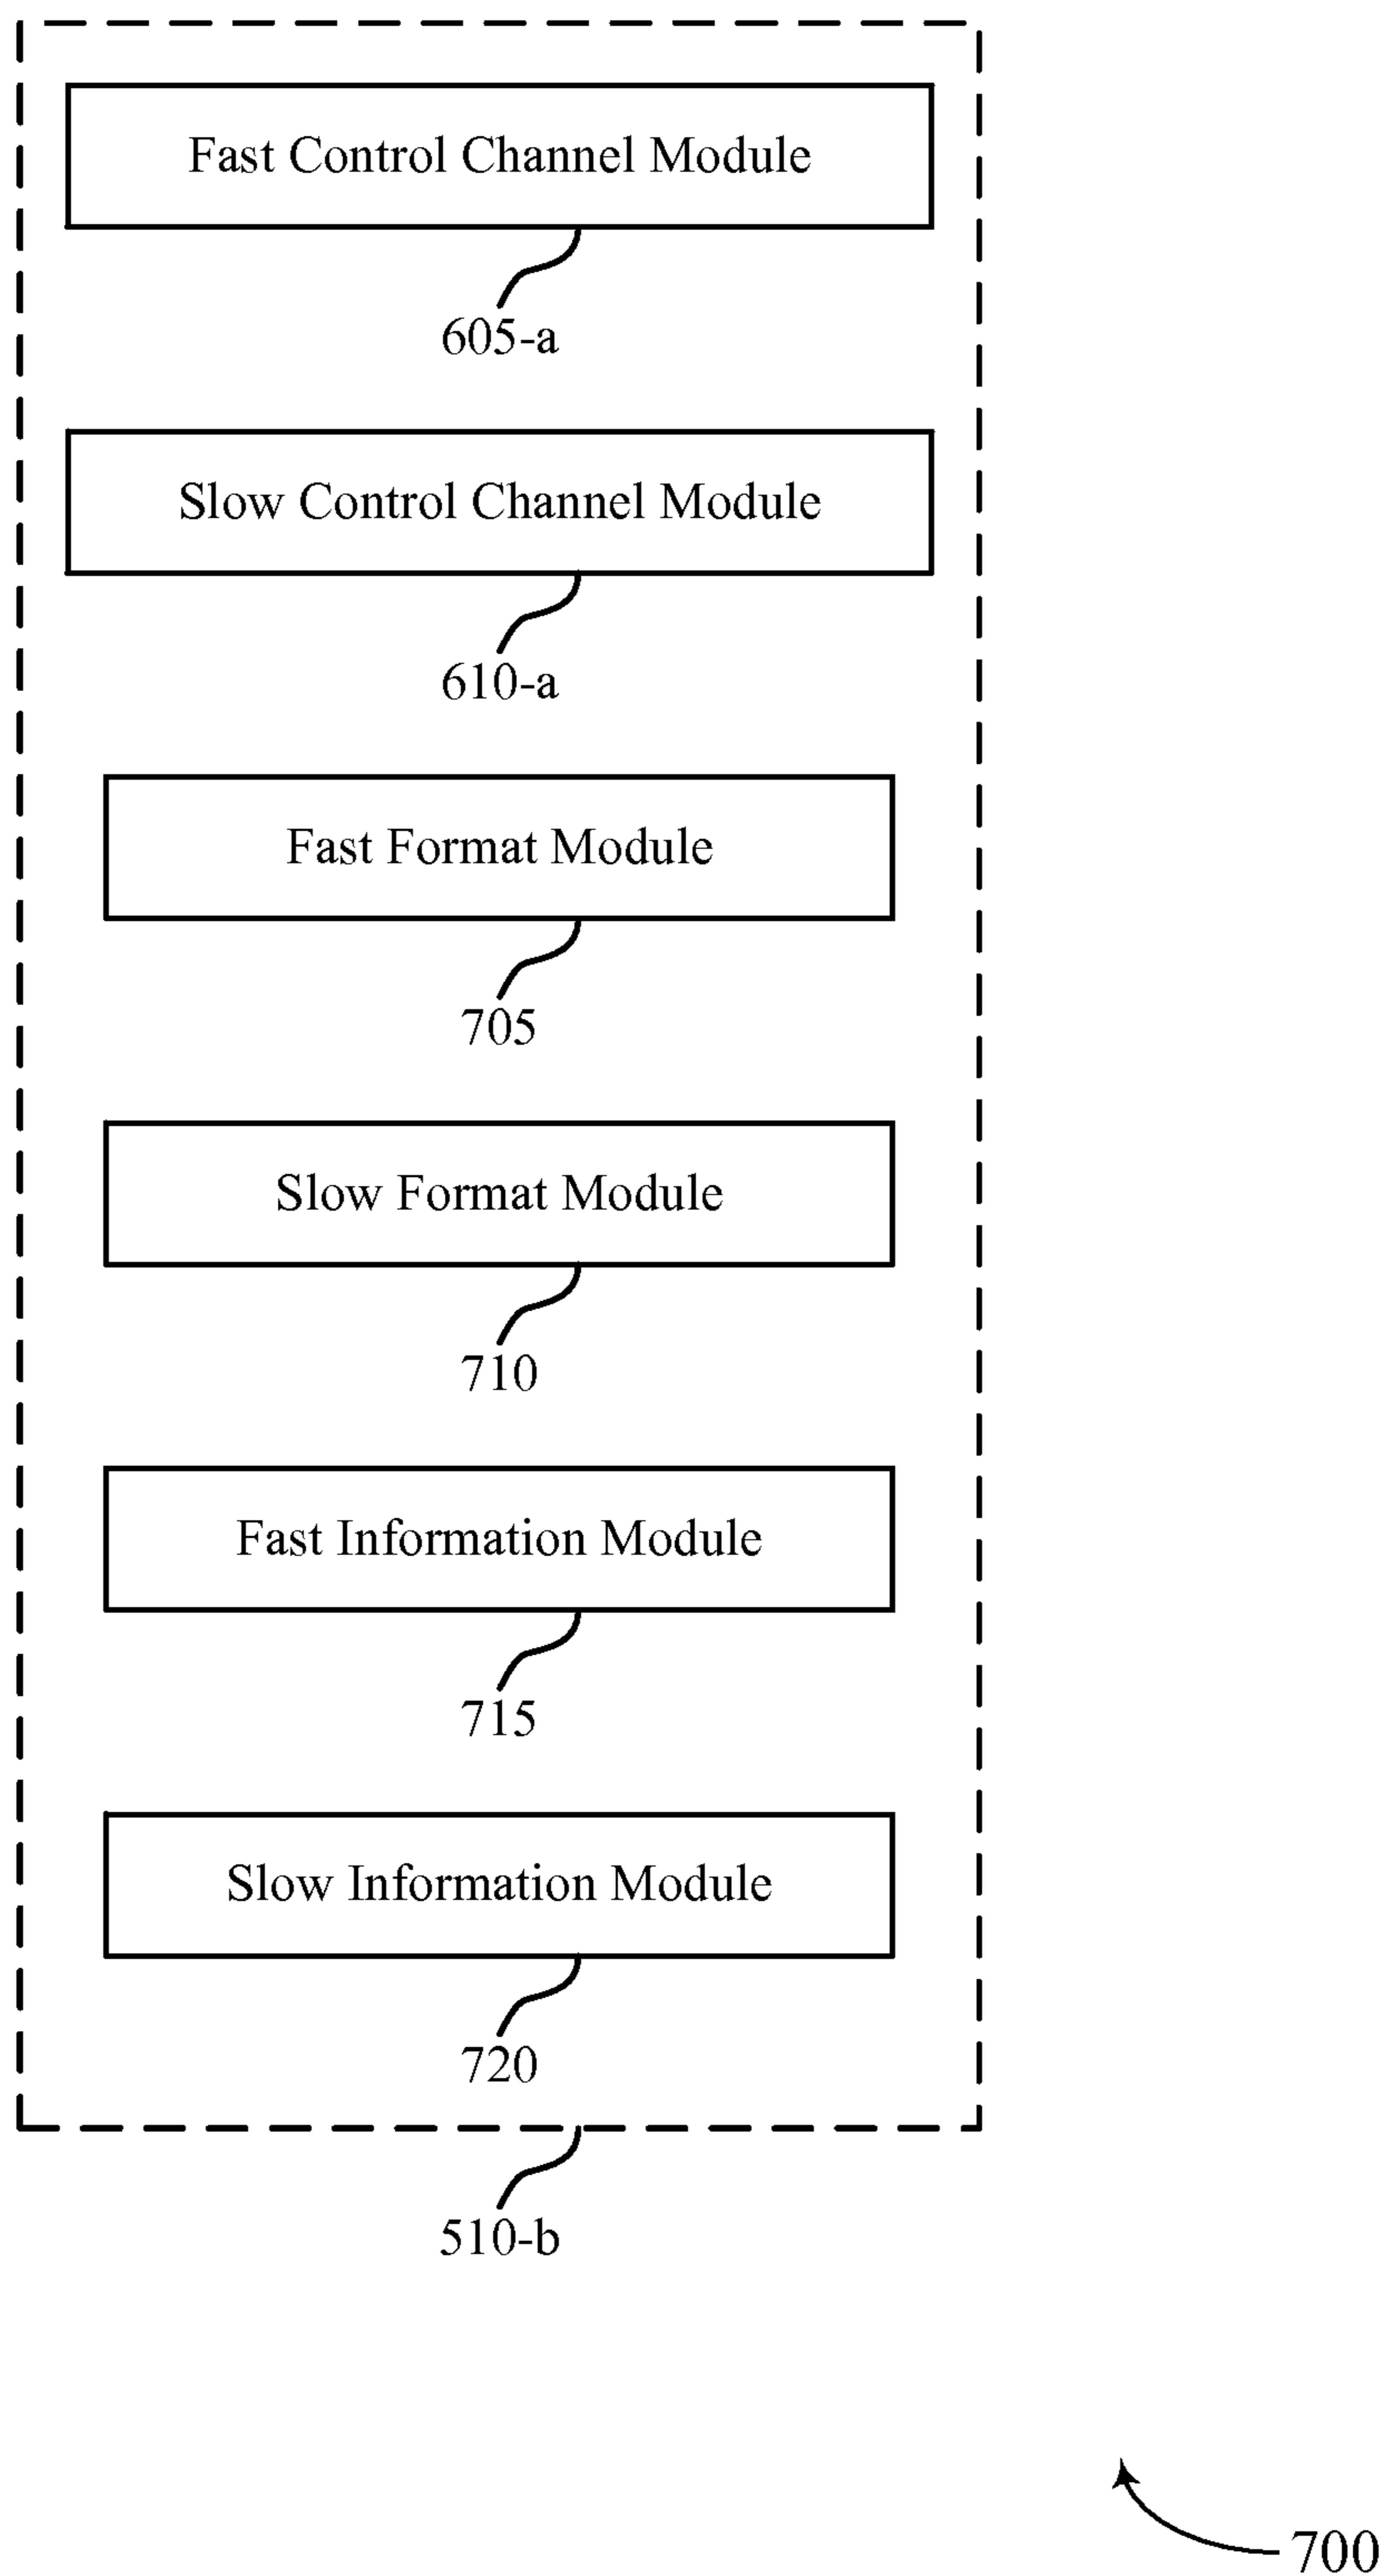 Fast Control Channel Module
605-a
Slow Control Channel Module
610-a
Fast Format Module
705
Slow Format Module
710
Fast Information Module
715
Slow Information Module
720
510-b
700